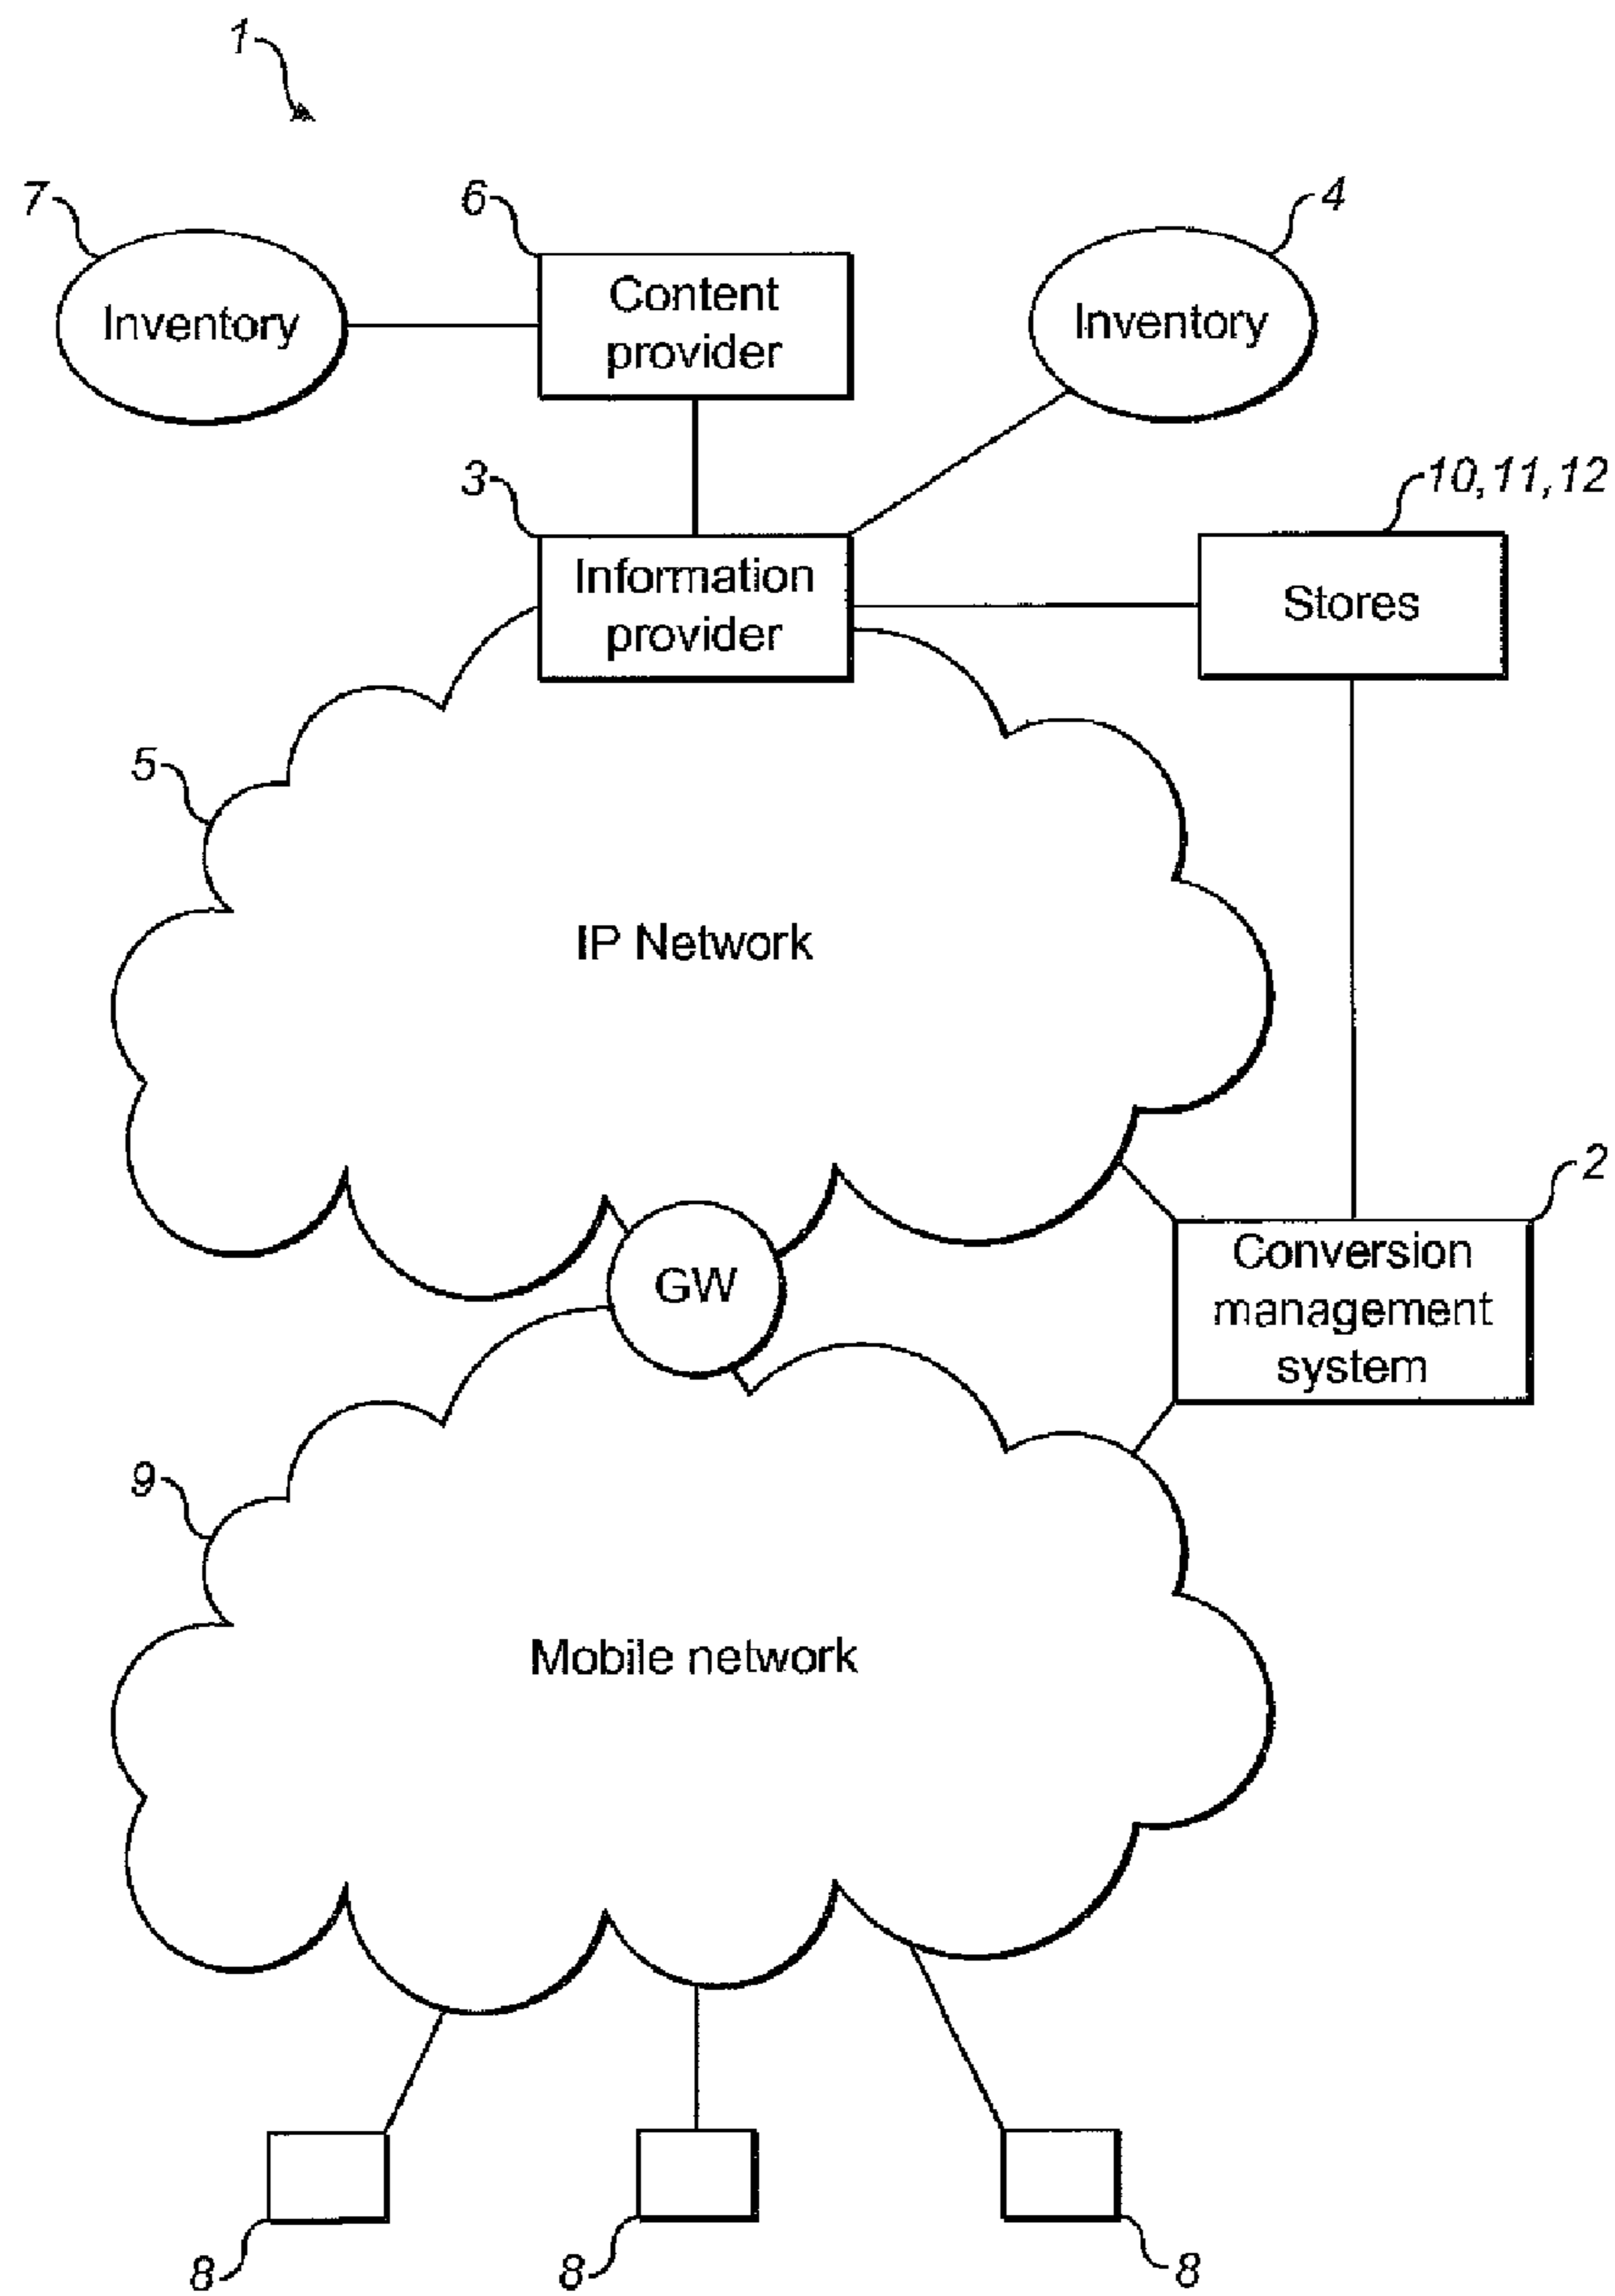 1
7
6
4
Inventory
Content
provider
Inventory
3
10,11,12
Information
provider
Stores
5
IP Network
2
GW
Conversion
management
system
9
Mobile network
8
8
8